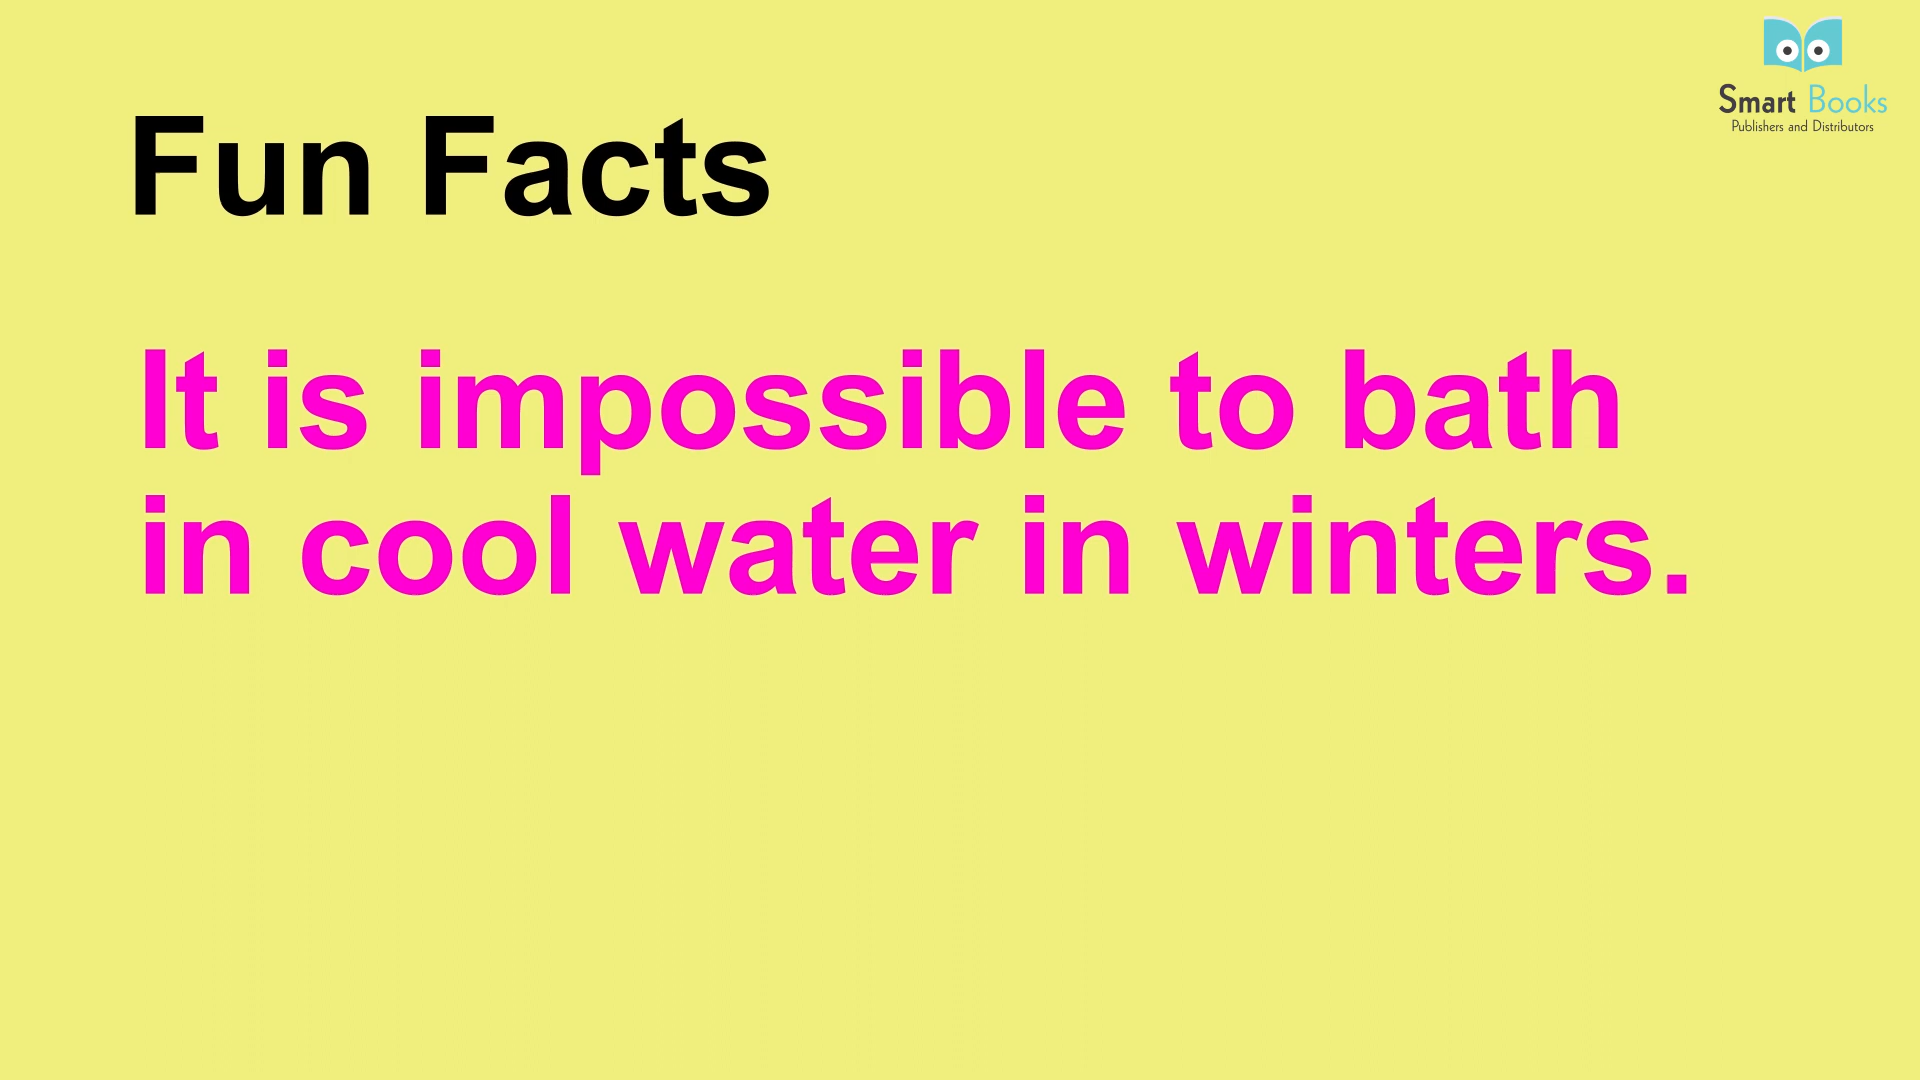 Smart Books
Publishers and Distributors
Fun Facts
It is impossible to bath
in cool water in winters.